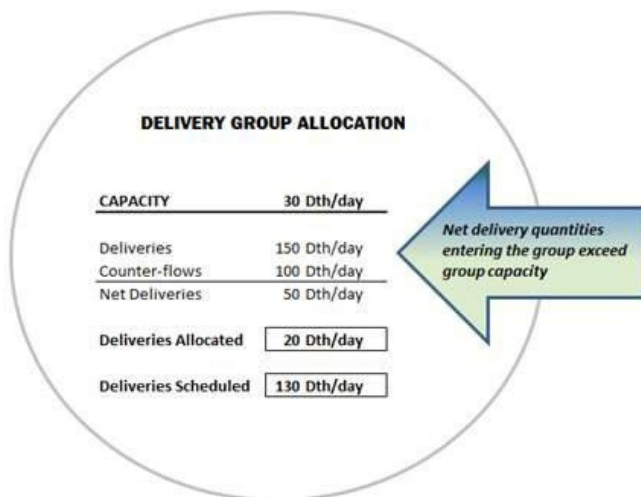 DELIVERY GROUP ALLOCATION
CAPACITY 30 Dth/day
Deliveries 150 Dth/day
Counter-flows 100 Dth/day
Net Deliveries 50 Dth/day
Deliveries Allocated 20 Dth/day
Deliveries Scheduled 130 Dth/day
Net delivery quantities
entering the group exceed
group capacity